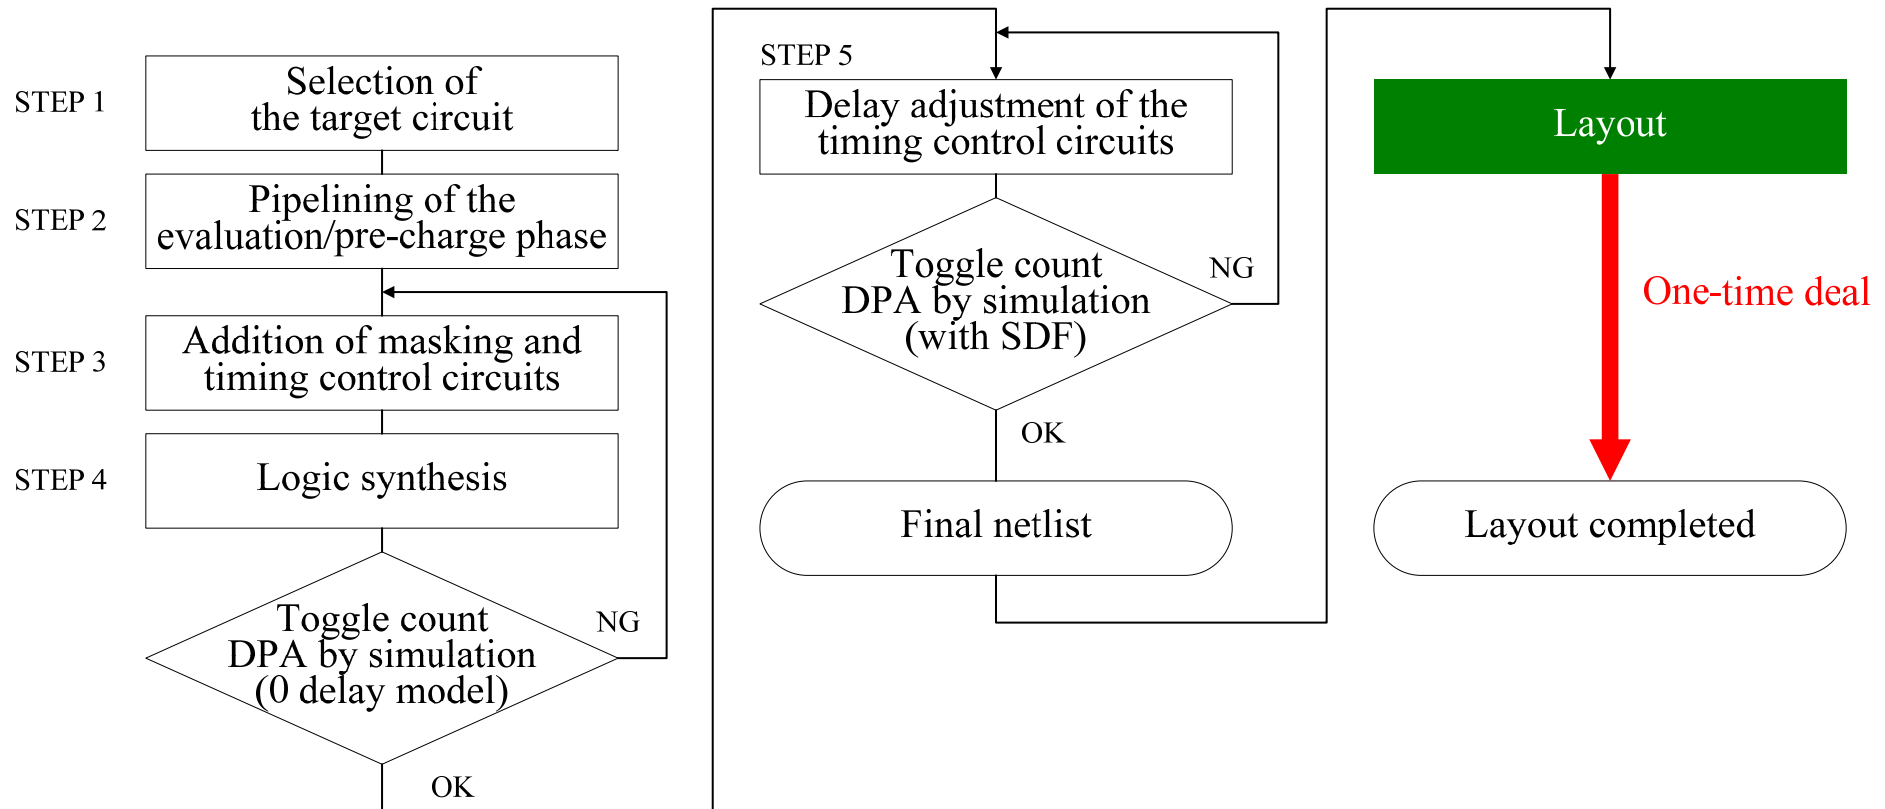 STEP 1
Selection of
the target circuit
STEP 2
Pipelining of the
evaluation/pre-charge phase
STEP 3
Addition of masking and
timing control circuits
STEP 4
Logic synthesis
Toggle count
DPA by simulation
(0 delay model)
NG
OK
STEP 5
Delay adjustment of the
timing control circuits
Toggle count
DPA by simulation
(with SDF)
NG
OK
Final netlist
Layout
One-time deal
Layout completed